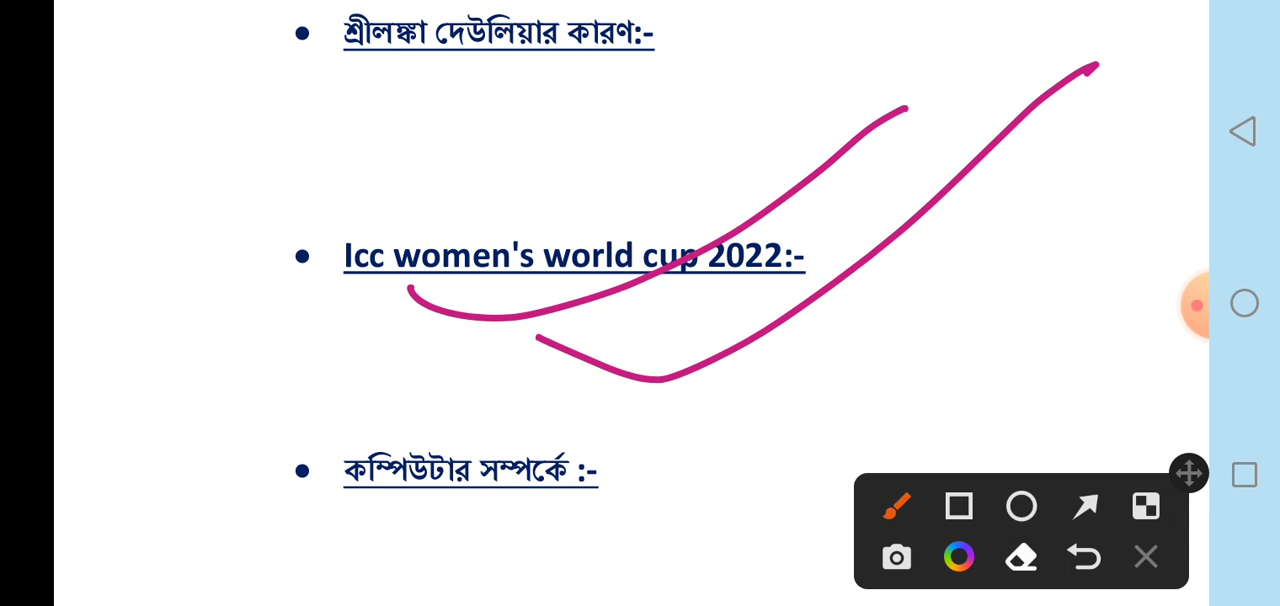 • শ্রীলঙ্কা দেউলিয়ার কারণ:-
• Icc women's world cup 2022:-
• কম্পিউটার সম্পর্কে :-